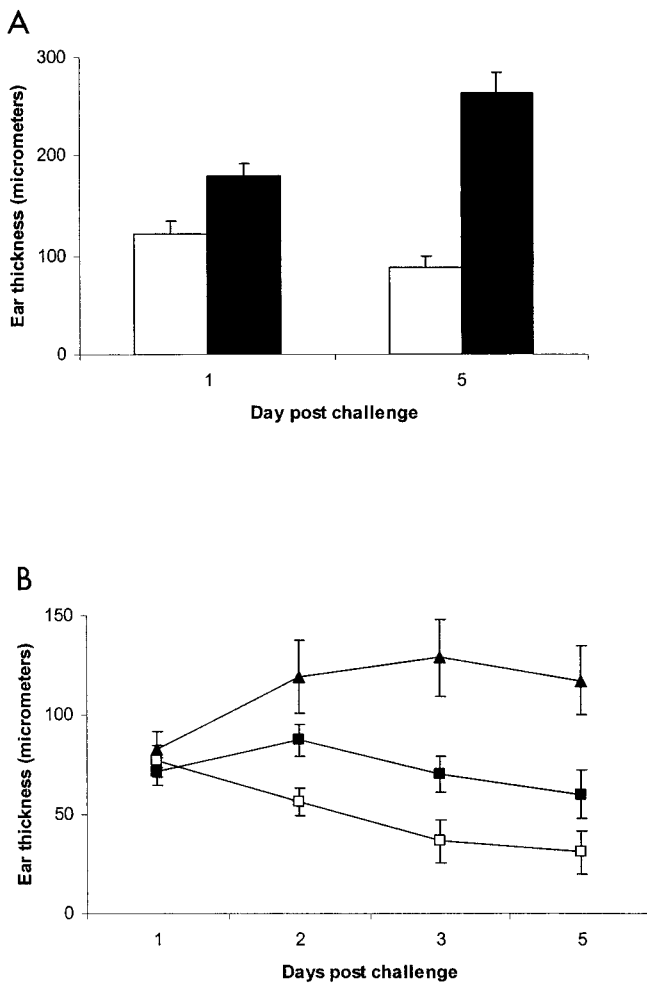 A
300
200
100
0
Ear thickness (micrometers)
1 5
Day post challenge
B
150
100
50
0
Ear thickness (micrometers)
1 2 3 5
Days post challenge